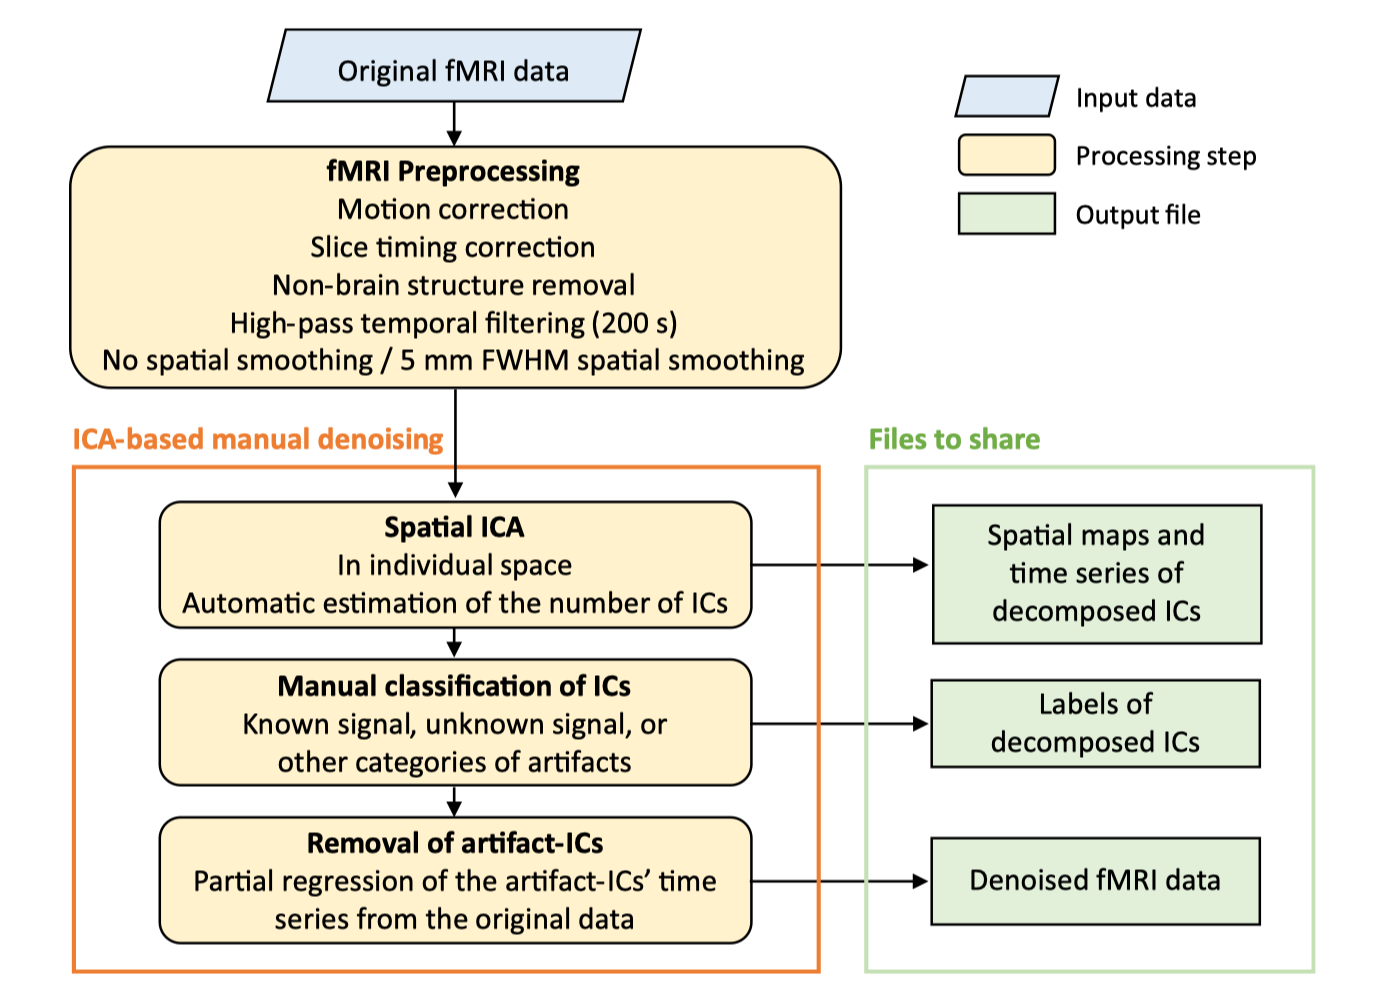 Original fMRI data
Input data
Processing step
Output file
fMRI Preprocessing
Motion correction
Slice timing correction
Non-brain structure removal
High-pass temporal filtering (200 s)
No spatial smoothing / 5 mm FWHM spatial smoothing
ICA-based manual denoising
Files to share
Spatial ICA
In individual space
Automatic estimation of the number of ICs
Spatial maps and
time series of
decomposed ICs
Manual classification of ICs
Known signal, unknown signal, or
other categories of artifacts
Labels of
decomposed ICs
Removal of artifact-ICs
Partial regression of the artifact-ICs’ time
series from the original data
Denoised fMRI data